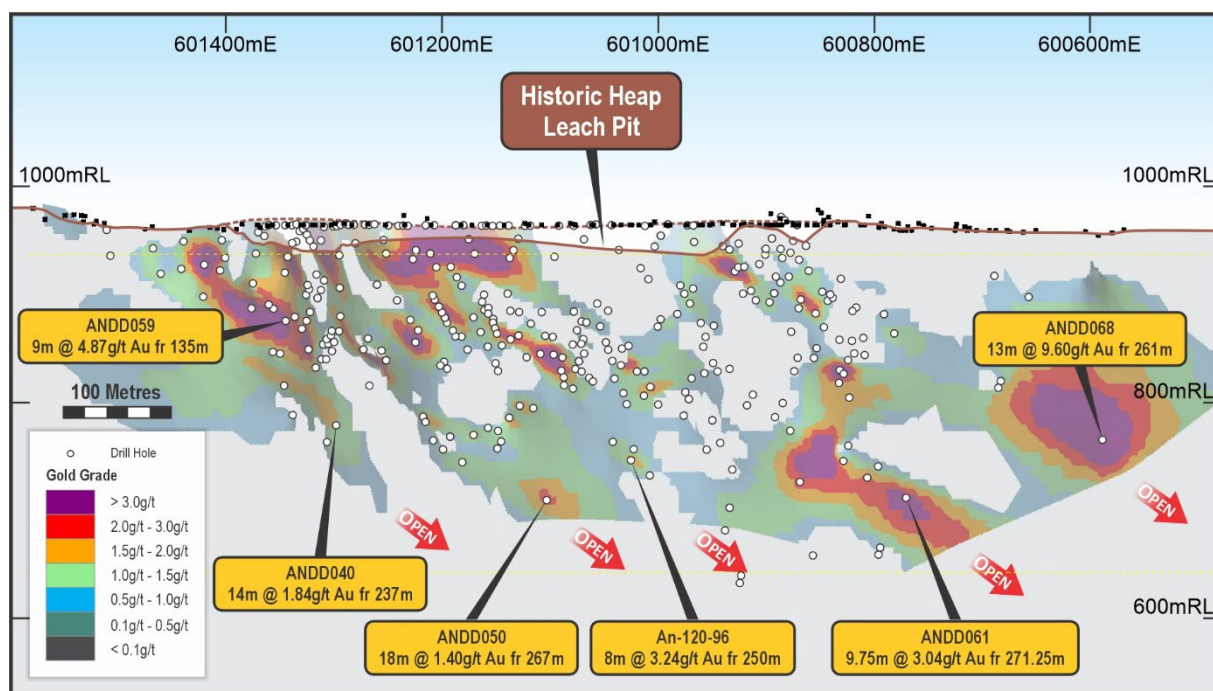 601400mE 601200mE 601000mE 600800mE 600600mE
Historic Heap
Leach Pit
1000mRL 1000mRL
ANDD059
9m @ 4.87g/t Au fr 135m
ANDD068
13m @ 9.60g/t Au fr 261m
100 Metres
800mRL
Drill Hole
Gold Grade
> 3.0g/t
2.0g/t - 3.0g/t
1.5g/t - 2.0g/t
1.0g/t - 1.5g/t
0.5g/t - 1.0g/t
0.1g/t - 0.5g/t
< 0.1g/t
OPEN
OPEN
OPEN
OPEN
OPEN
ANDD040
14m @ 1.84g/t Au fr 237m
600mRL
ANDD050
18m @ 1.40g/t Au fr 267m
An-120-96
8m @ 3.24g/t Au fr 250m
ANDD061
9.75m @ 3.04g/t Au fr 271.25m